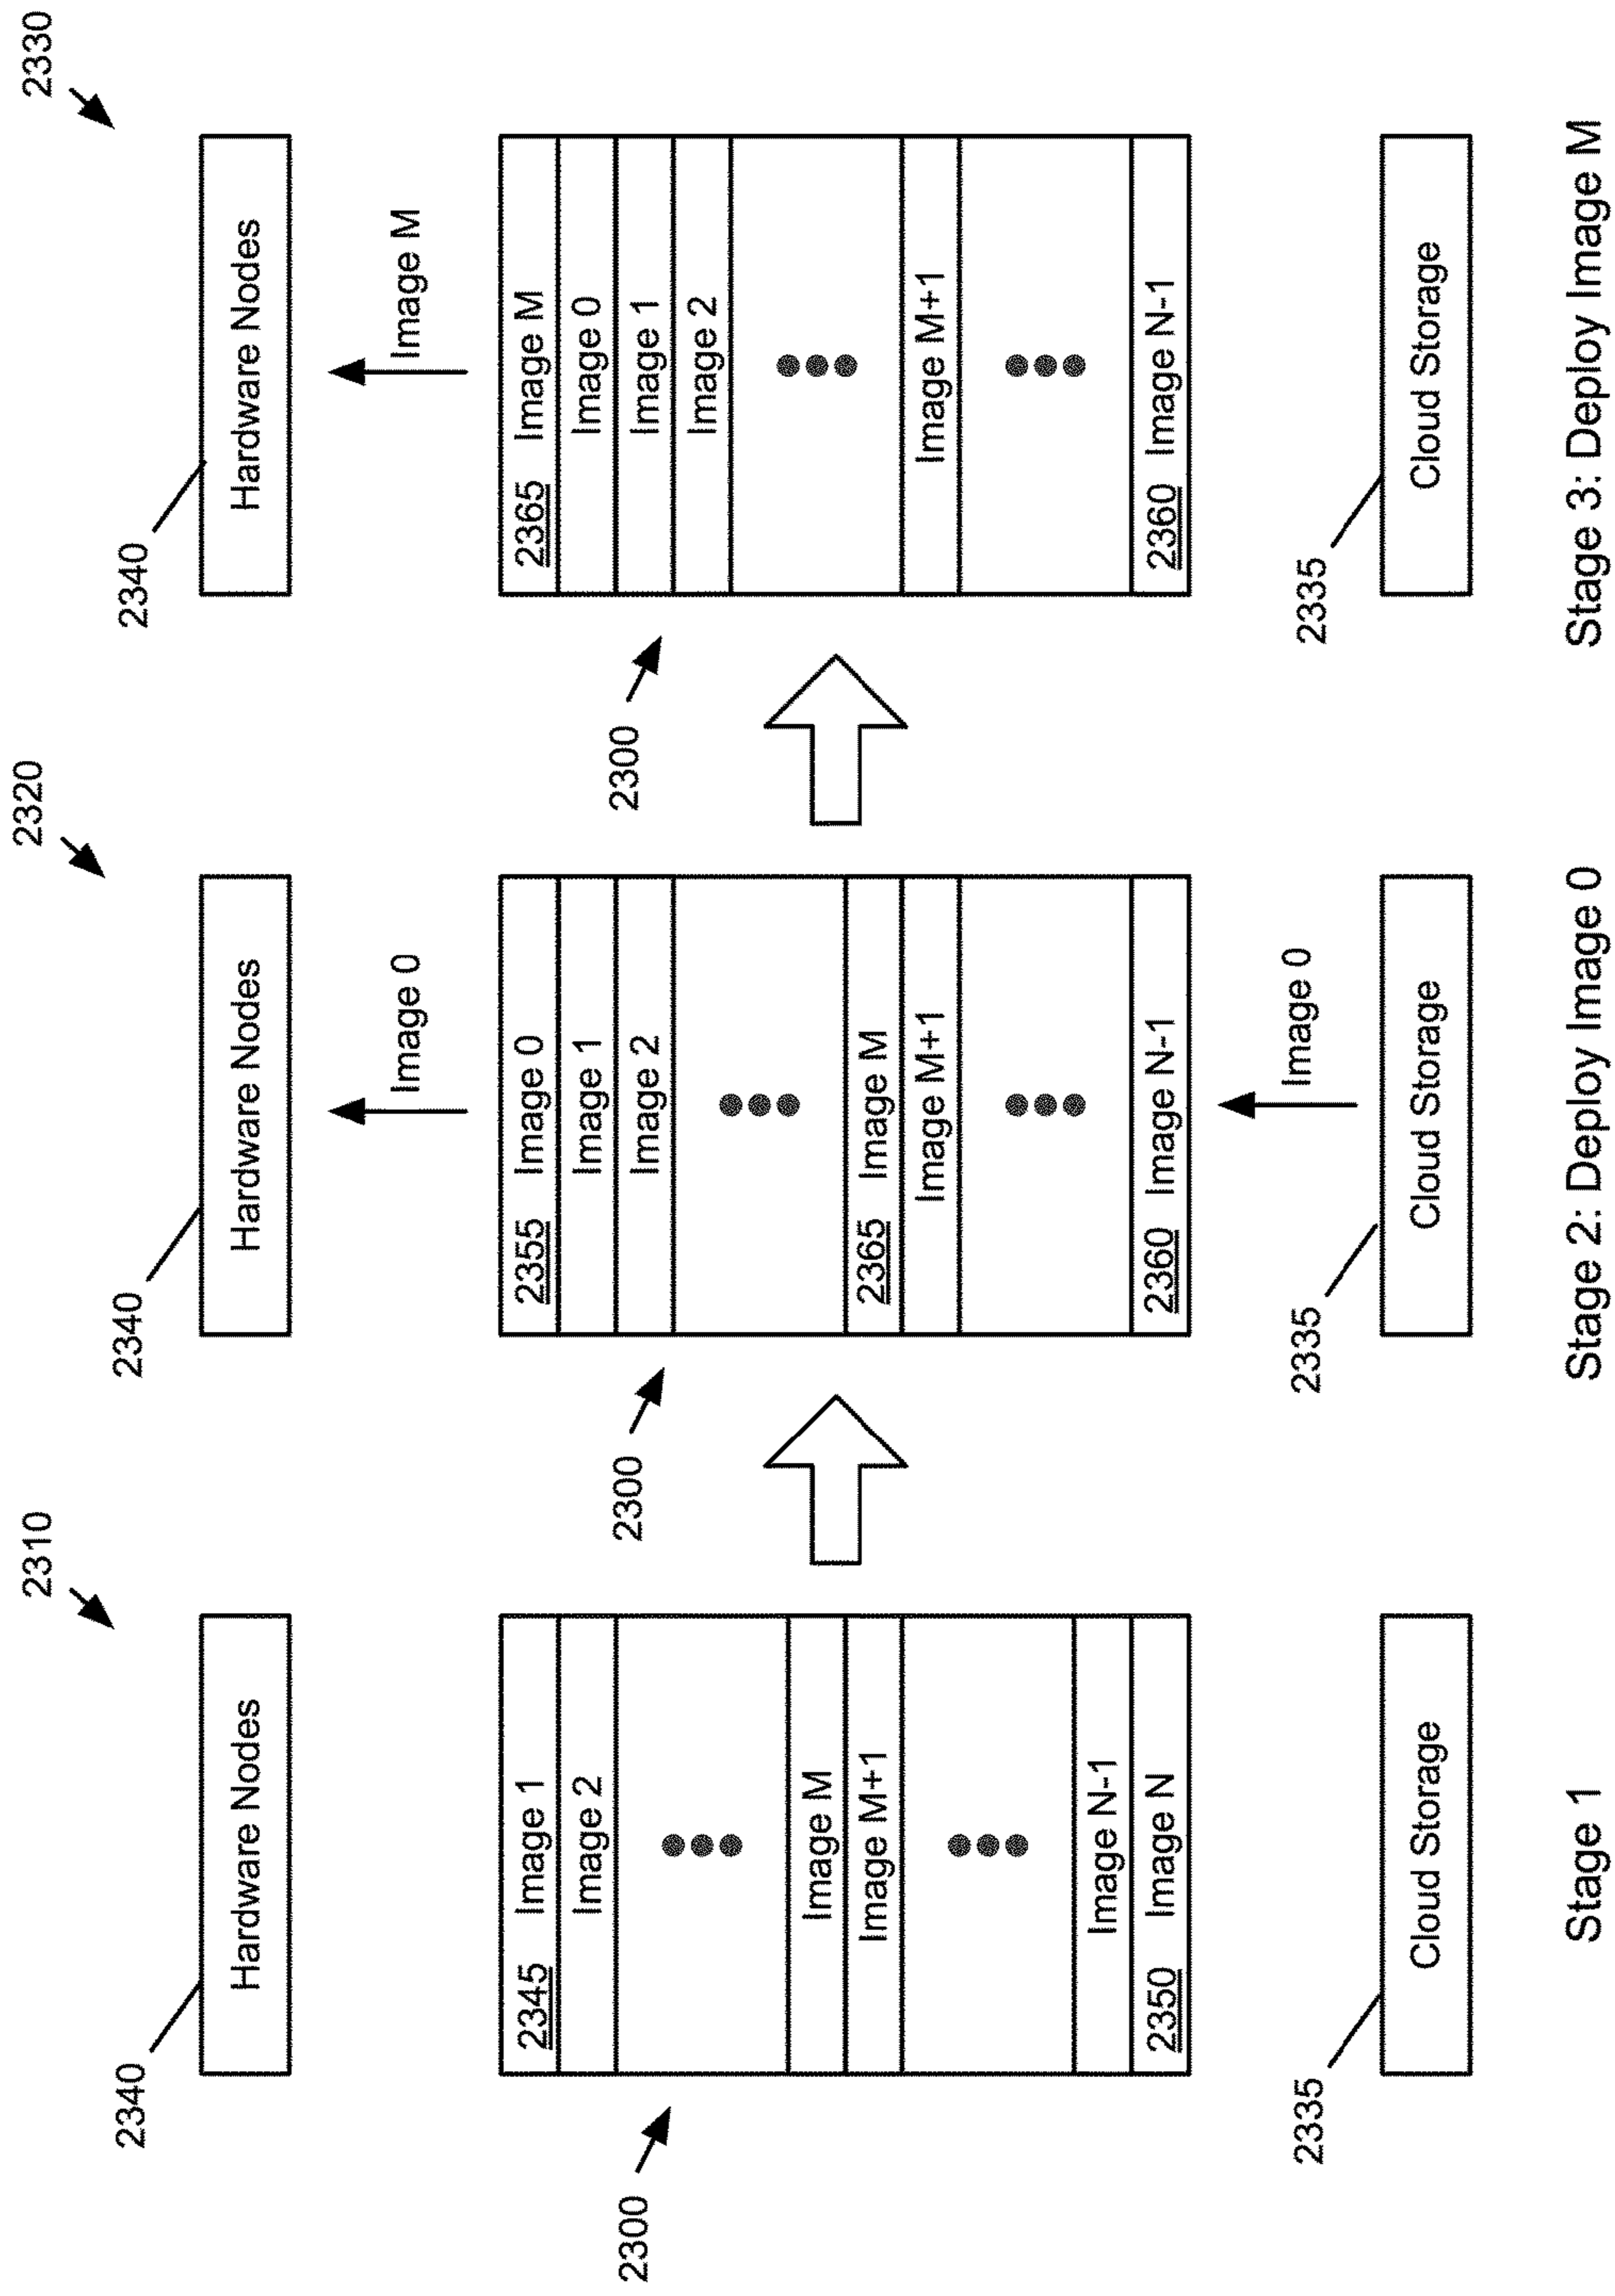 2310
2340
Hardware Nodes
2300
2345 Image 1
Image 2
Image M
Image M+1
Image N-1
2350 Image N
2335
Cloud Storage
Stage 1
2320
2340
Hardware Nodes
Image 0
2300
2355 Image 0
Image 1
Image 2
2365 Image M
Image M+1
2360 Image N-1
Image 0
2335
Cloud Storage
Stage 2: Deploy Image 0
2330
2340
Hardware Nodes
Image M
2300
2365 Image M
Image 0
Image 1
Image 2
Image M+1
2360 Image N-1
2335
Cloud Storage
Stage 3: Deploy Image M